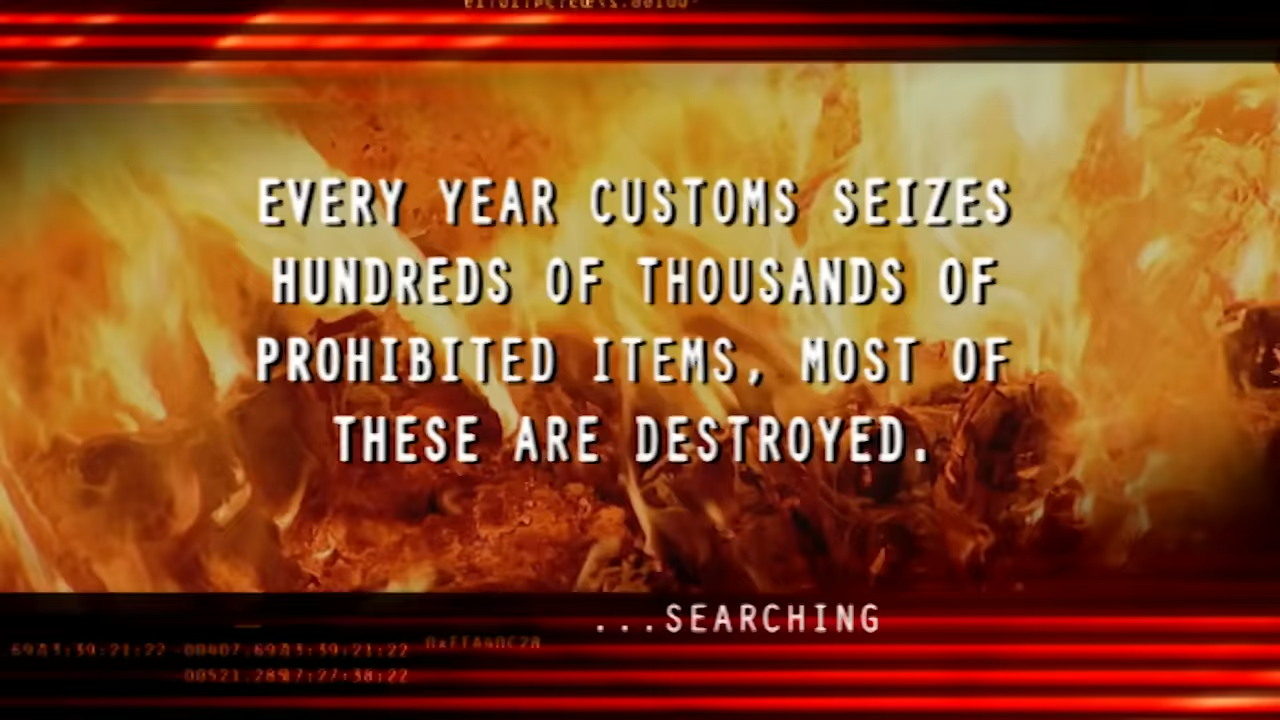 EVERY YEAR CUSTOMS SEIZES
HUNDREDS OF THOUSANDS OF
PROHIBITED ITEMS, MOST OF
THESE ARE DESTROYED.
...SEARCHING